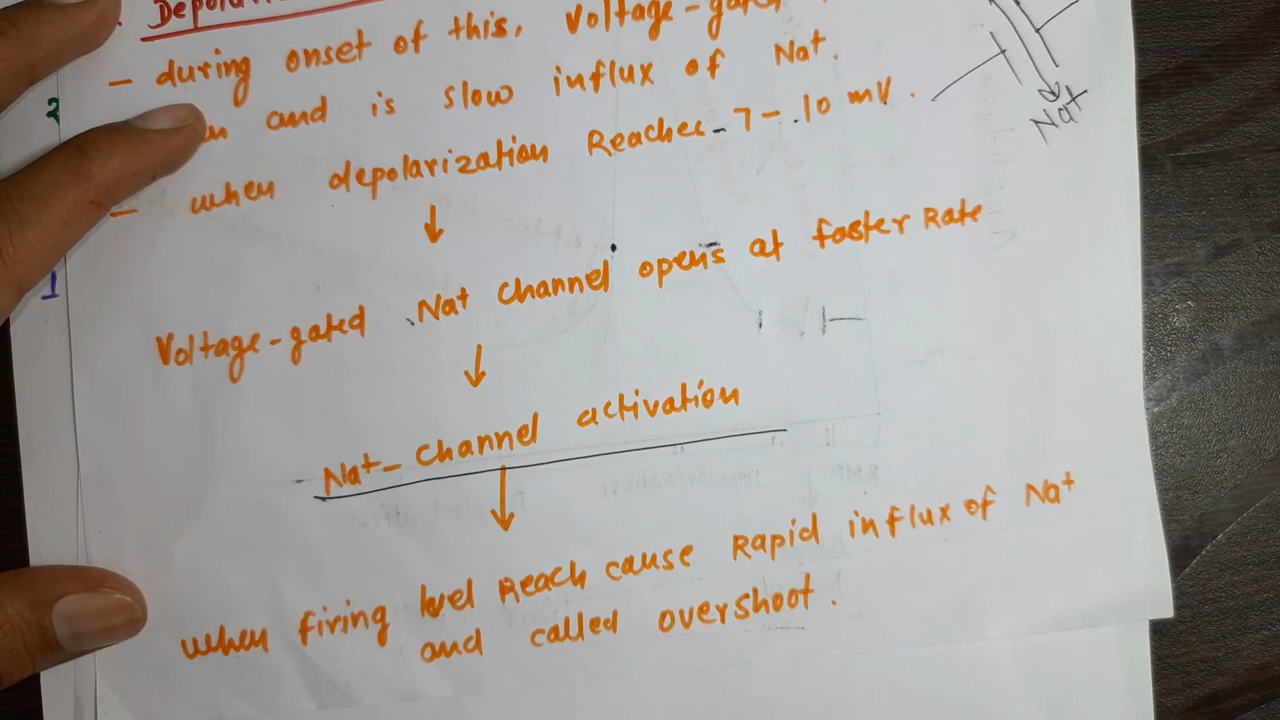 - during onset of this, Voltage-gated
and is slow influx of Na+.
- when depolarization Reaches - 7 - 10 mV.
Na+
Voltage-gated Na+ channel opens at faster Rate
Na+- channel activation
when firing level Reach cause Rapid influx of Na+
and called overshoot.